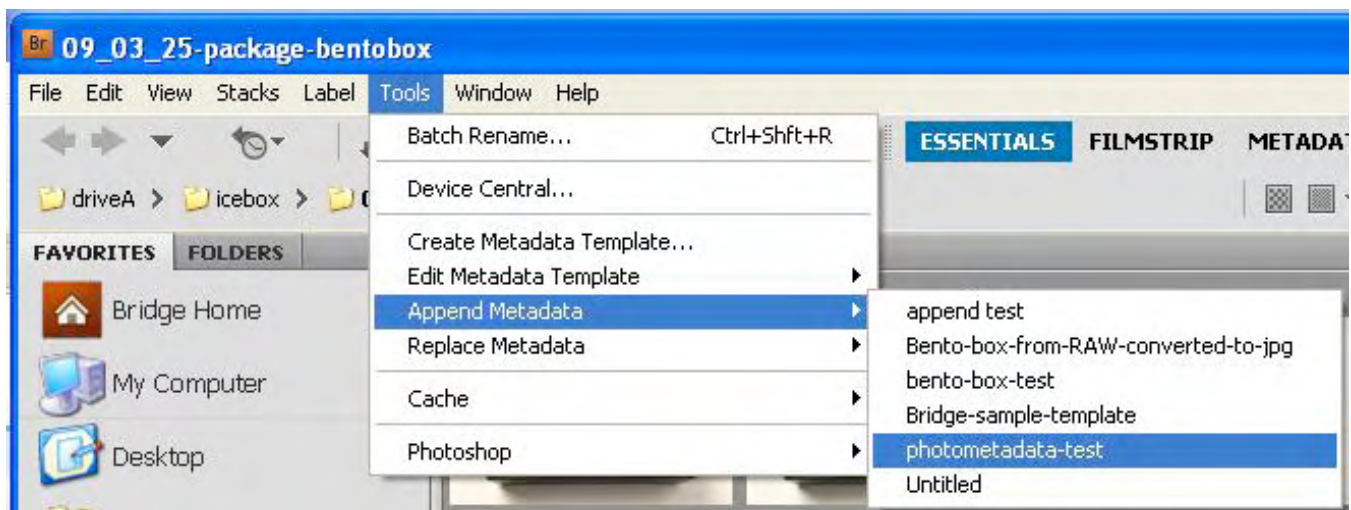 Br 09_03_25-package-bentobox
File Edit View Stacks Label Tools Window Help
Batch Rename... Ctrl+Shft+R
ESSENTIALS FILMSTRIP METADAT
Device Central...
driveA > icebox >
Create Metadata Template...
FAVORITES FOLDERS
Edit Metadata Template
Bridge Home
Append Metadata
append test
Replace Metadata
Bento-box-from-RAW-converted-to-jpg
My Computer
bento-box-test
Cache
Bridge-sample-template
Desktop
Photoshop
photometadata-test
Untitled